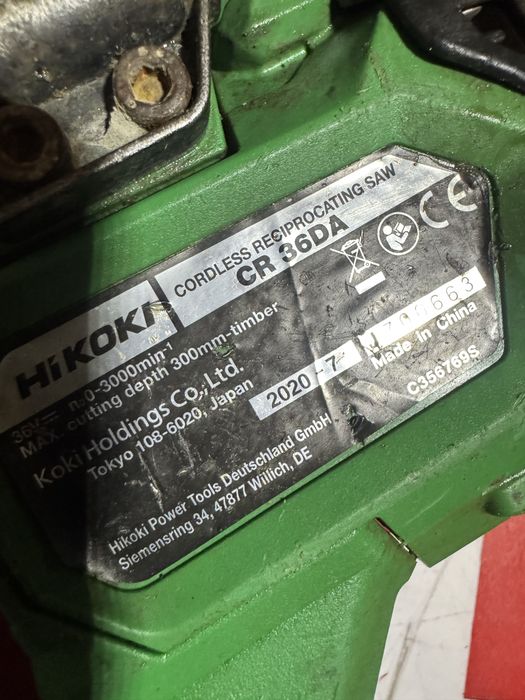 HiKOKI
CORDLESS RECIPROCATING SAW
CR 36DA
36V n₀0-3000min⁻¹
MAX. cutting depth 300mm-timber
Koki Holdings Co., Ltd.
Tokyo 108-6020, Japan
2020 - 7
Made in China
C356769S
Hikoki Power Tools Deutschland GmbH
Siemensring 34, 47877 Willich, DE
CE